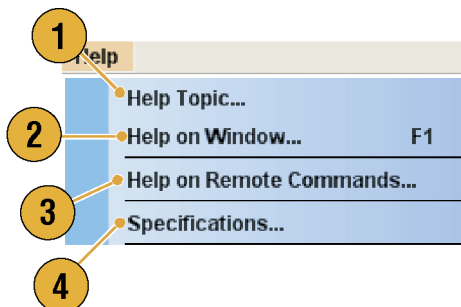 1
Help
Help Topic...
2
Help on Window... F1
3
Help on Remote Commands...
4
Specifications...